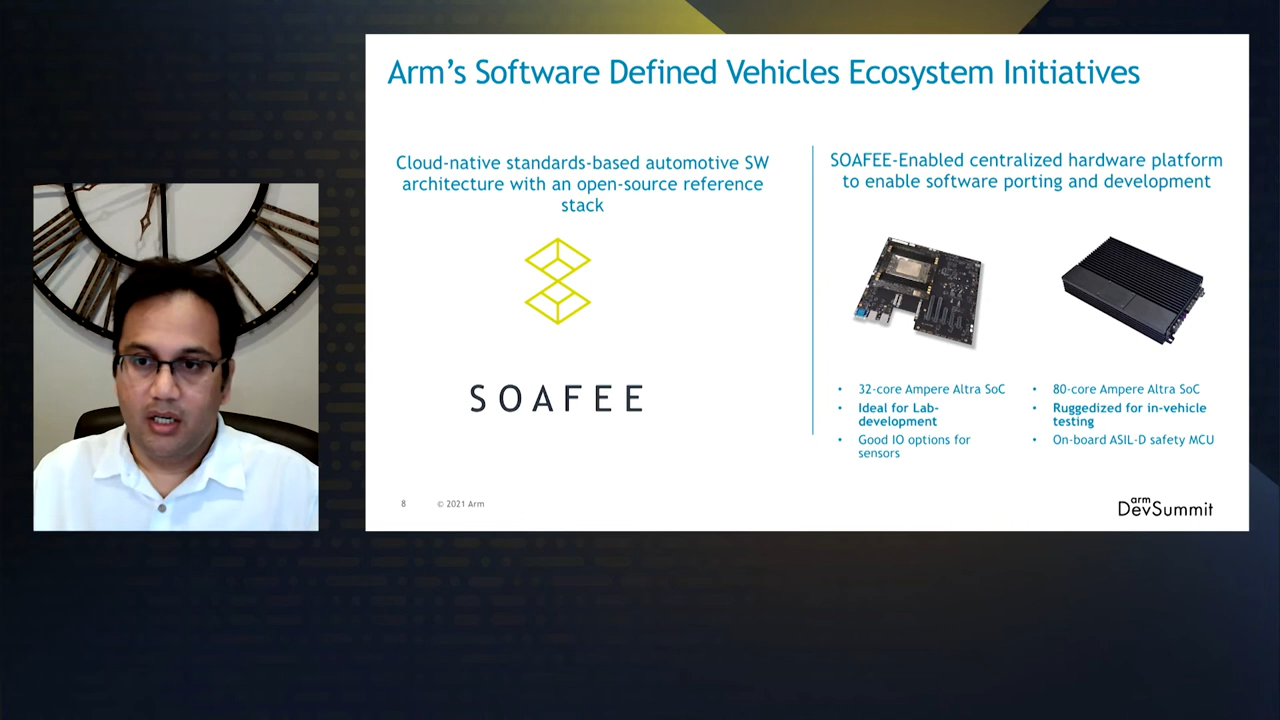 Arm's Software Defined Vehicles Ecosystem Initiatives
Cloud-native standards-based automotive SW
architecture with an open-source reference
stack
SOAFEE
SOAFEE-Enabled centralized hardware platform
to enable software porting and development
• 32-core Ampere Altra SoC
• Ideal for Lab-
development
• Good IO options for
sensors
• 80-core Ampere Altra SoC
• Ruggedized for in-vehicle
testing
• On-board ASIL-D safety MCU
8 © 2021 Arm
arm
DevSummit